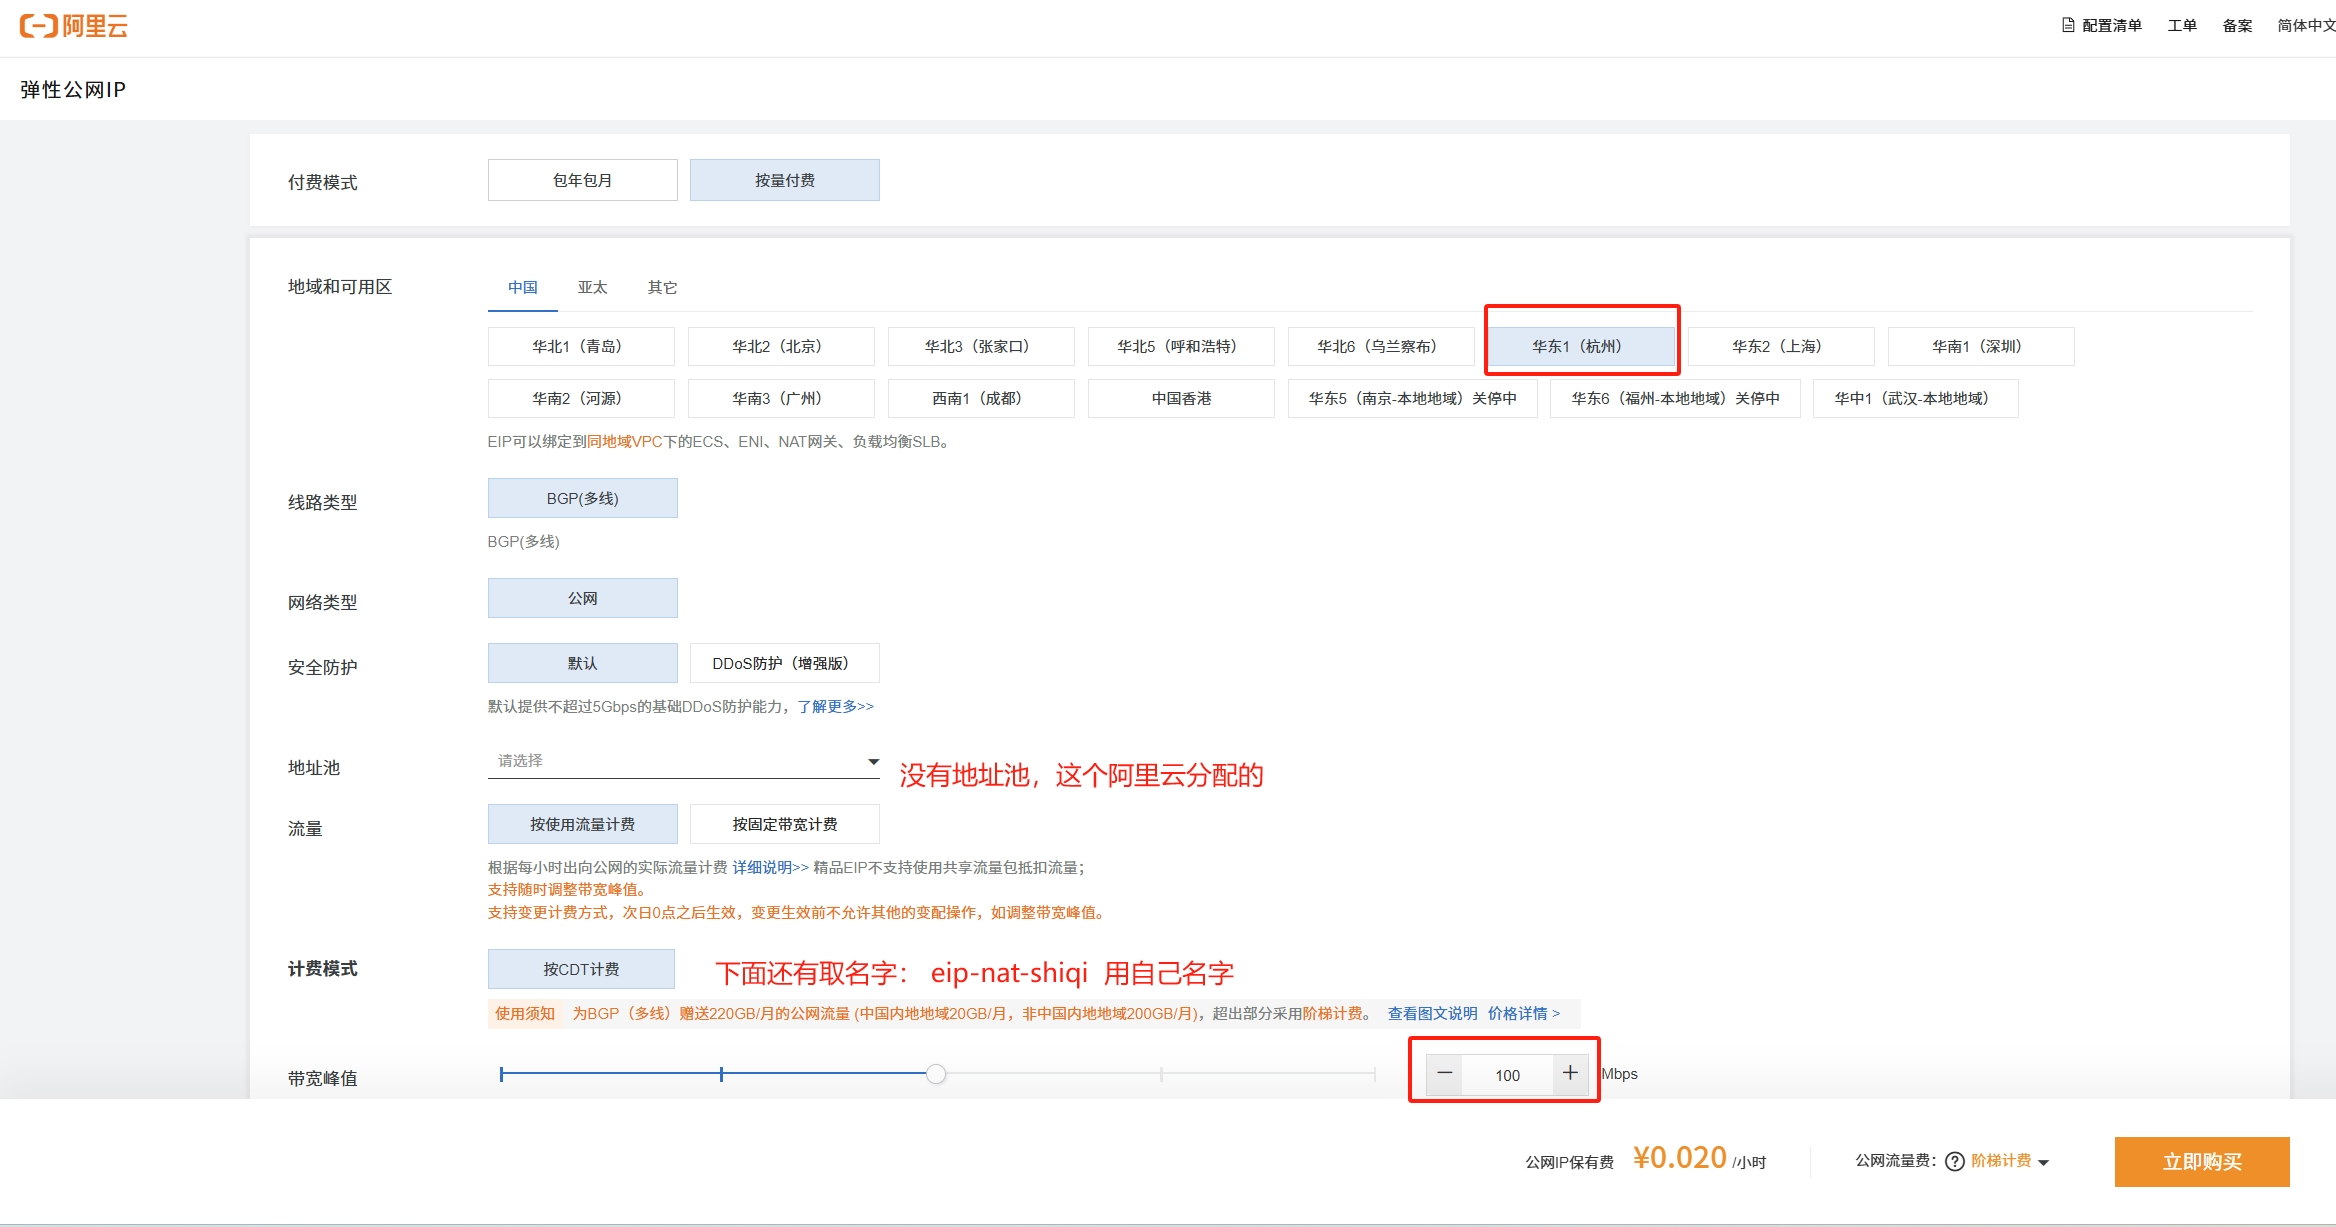 阿里云
配置清单 工单 备案 简体中文
弹性公网IP
付费模式 包年包月 按量付费
地域和可用区 中国 亚太 其它
华北1（青岛） 华北2（北京） 华北3（张家口） 华北5（呼和浩特） 华北6（乌兰察布） 华东1（杭州） 华东2（上海） 华南1（深圳）
华南2（河源） 华南3（广州） 西南1（成都） 中国香港 华东5（南京-本地地域）关停中 华东6（福州-本地地域）关停中 华中1（武汉-本地地域）
EIP可以绑定到同地域VPC下的ECS、ENI、NAT网关、负载均衡SLB。
线路类型 BGP(多线)
BGP(多线)
网络类型 公网
安全防护 默认 DDoS防护（增强版）
默认提供不超过5Gbps的基础DDoS防护能力，了解更多>>
地址池 请选择 没有地址池，这个阿里云分配的
流量 按使用流量计费 按固定带宽计费
根据每小时出向公网的实际流量计费 详细说明>> 精品EIP不支持使用共享流量包抵扣流量；
支持随时调整带宽峰值。
支持变更计费方式，次日0点之后生效，变更生效前不允许其他的变配操作，如调整带宽峰值。
计费模式 按CDT计费 下面还有取名字： eip-nat-shiqi 用自己名字
使用须知 为BGP（多线）赠送220GB/月的公网流量 (中国内地地域20GB/月，非中国内地地域200GB/月)，超出部分采用阶梯计费。 查看图文说明 价格详情 >
带宽峰值 — 100 + Mbps
公网IP保有费 ¥0.020 /小时 公网流量费： ? 阶梯计费 立即购买